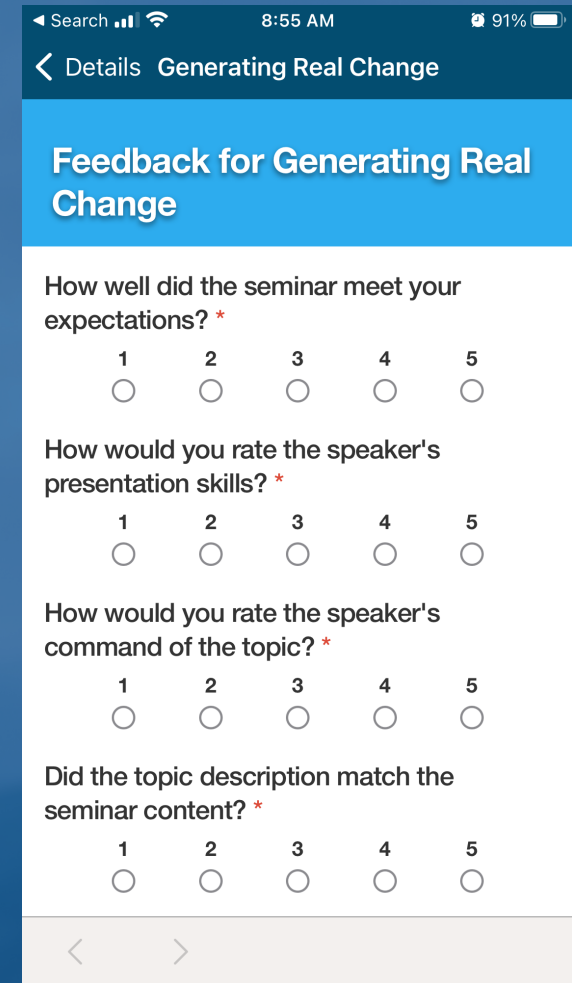 Search 8:55 AM 91%
Details Generating Real Change
Feedback for Generating Real
Change
How well did the seminar meet your
expectations? *
1 2 3 4 5
How would you rate the speaker's
presentation skills? *
1 2 3 4 5
How would you rate the speaker's
command of the topic? *
1 2 3 4 5
Did the topic description match the
seminar content? *
1 2 3 4 5